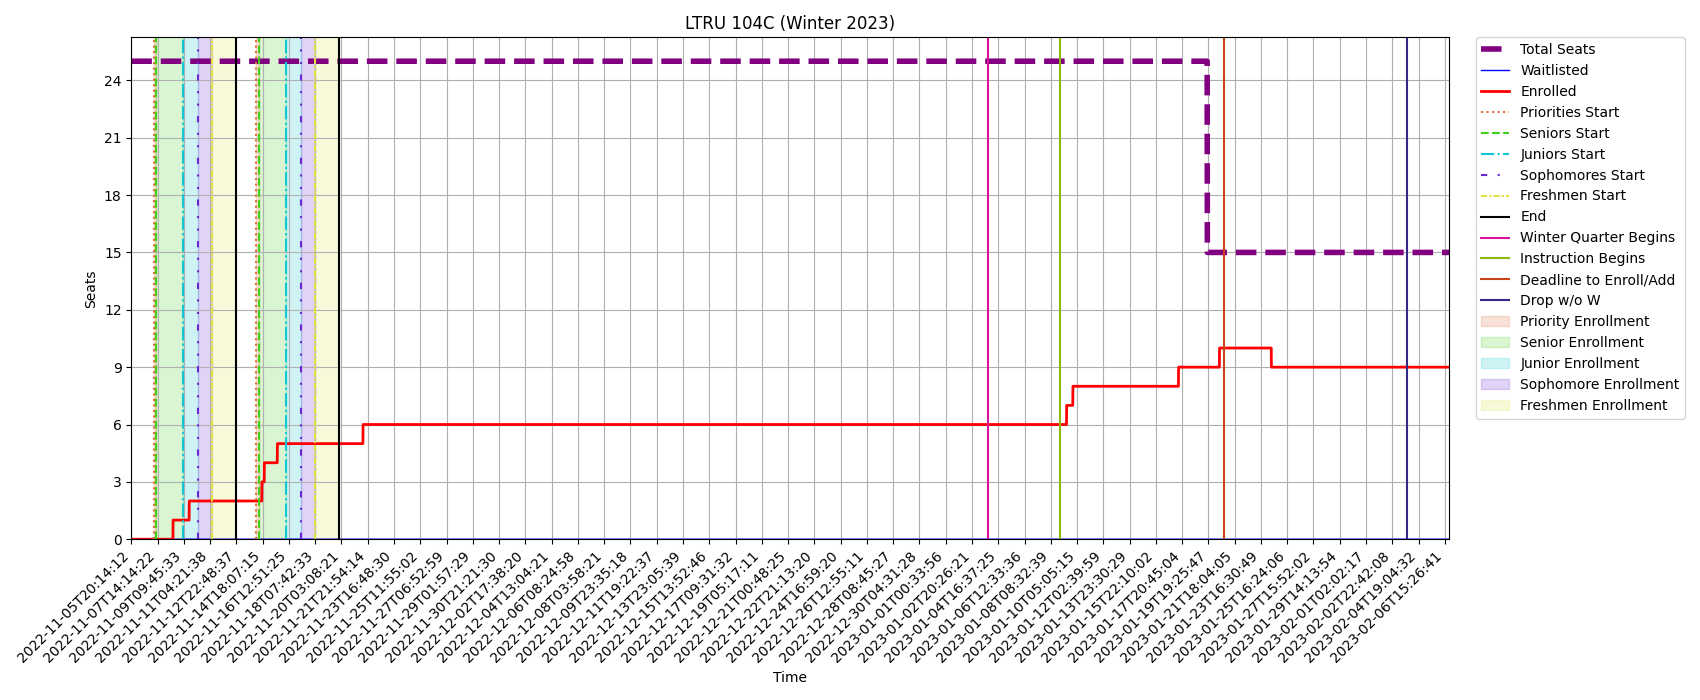 LTRU 104C (Winter 2023)
Seats
24
21
18
15
12
9
6
3
0
2022-11-05T20:14:12
2022-11-07T14:14:22
2022-11-09T09:45:33
2022-11-11T04:21:38
2022-11-12T22:48:37
2022-11-14T18:07:15
2022-11-16T12:51:25
2022-11-18T07:42:33
2022-11-20T03:08:21
2022-11-21T21:54:14
2022-11-23T16:48:30
2022-11-25T11:55:02
2022-11-27T06:52:59
2022-11-29T01:57:29
2022-11-30T21:21:30
2022-12-02T17:38:20
2022-12-04T13:04:21
2022-12-06T08:24:58
2022-12-08T03:58:21
2022-12-09T23:35:18
2022-12-11T19:22:37
2022-12-13T23:05:39
2022-12-15T13:52:46
2022-12-17T09:31:32
2022-12-19T05:17:11
2022-12-21T00:48:25
2022-12-22T21:13:20
2022-12-24T16:59:20
2022-12-26T12:55:11
2022-12-28T08:45:27
2022-12-30T04:31:28
2023-01-01T00:33:56
2023-01-02T20:26:21
2023-01-04T16:37:25
2023-01-06T12:33:36
2023-01-08T08:32:39
2023-01-10T05:05:15
2023-01-12T02:39:59
2023-01-13T23:30:29
2023-01-15T22:10:02
2023-01-17T20:45:04
2023-01-19T19:25:47
2023-01-21T18:04:05
2023-01-23T16:30:49
2023-01-25T16:24:06
2023-01-27T15:52:02
2023-01-29T14:13:54
2023-02-01T02:02:17
2023-02-02T22:42:08
2023-02-04T19:04:32
2023-02-06T15:26:41
Time
Total Seats
Waitlisted
Enrolled
Priorities Start
Seniors Start
Juniors Start
Sophomores Start
Freshmen Start
End
Winter Quarter Begins
Instruction Begins
Deadline to Enroll/Add
Drop w/o W
Priority Enrollment
Senior Enrollment
Junior Enrollment
Sophomore Enrollment
Freshmen Enrollment